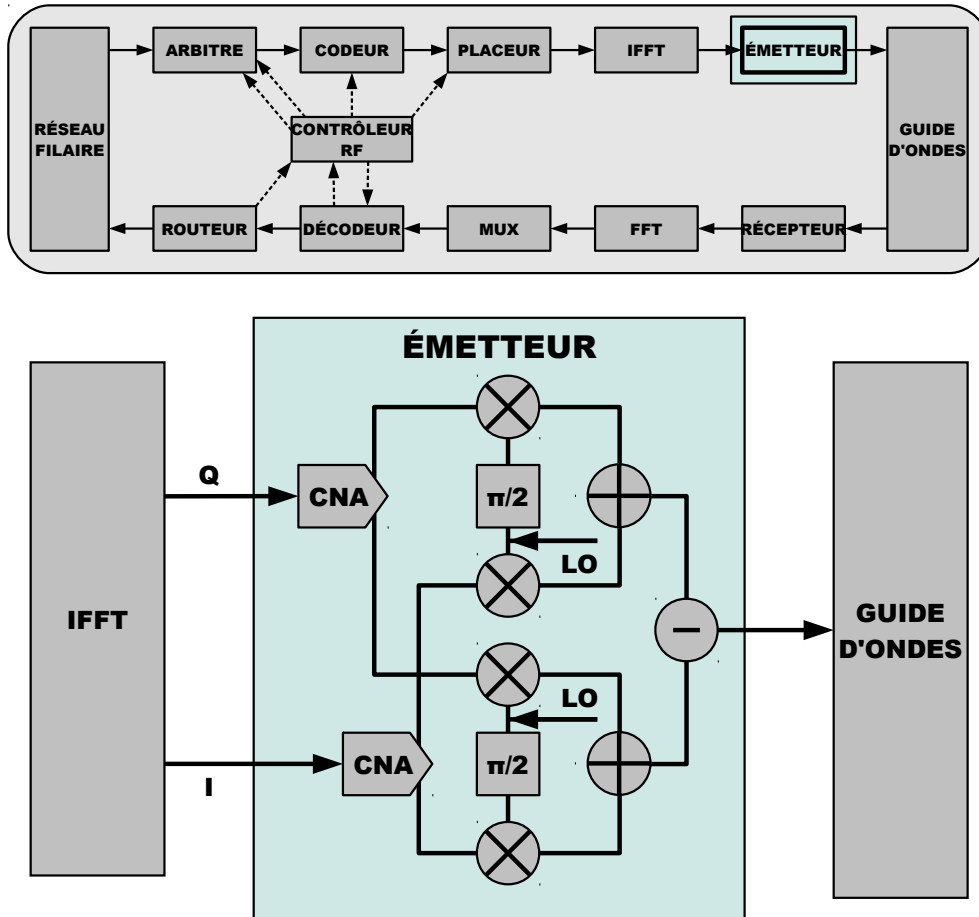 ARBITRE
CODEUR
PLACEUR
IFFT
ÉMETTEUR
RÉSEAU
FILAIRE
CONTRÔLEUR
RF
GUIDE
D'ONDES
ROUTEUR
DÉCODEUR
MUX
FFT
RÉCEPTEUR
ÉMETTEUR
Q
CNA
π/2
LO
IFFT
GUIDE
D'ONDES
LO
CNA
π/2
I